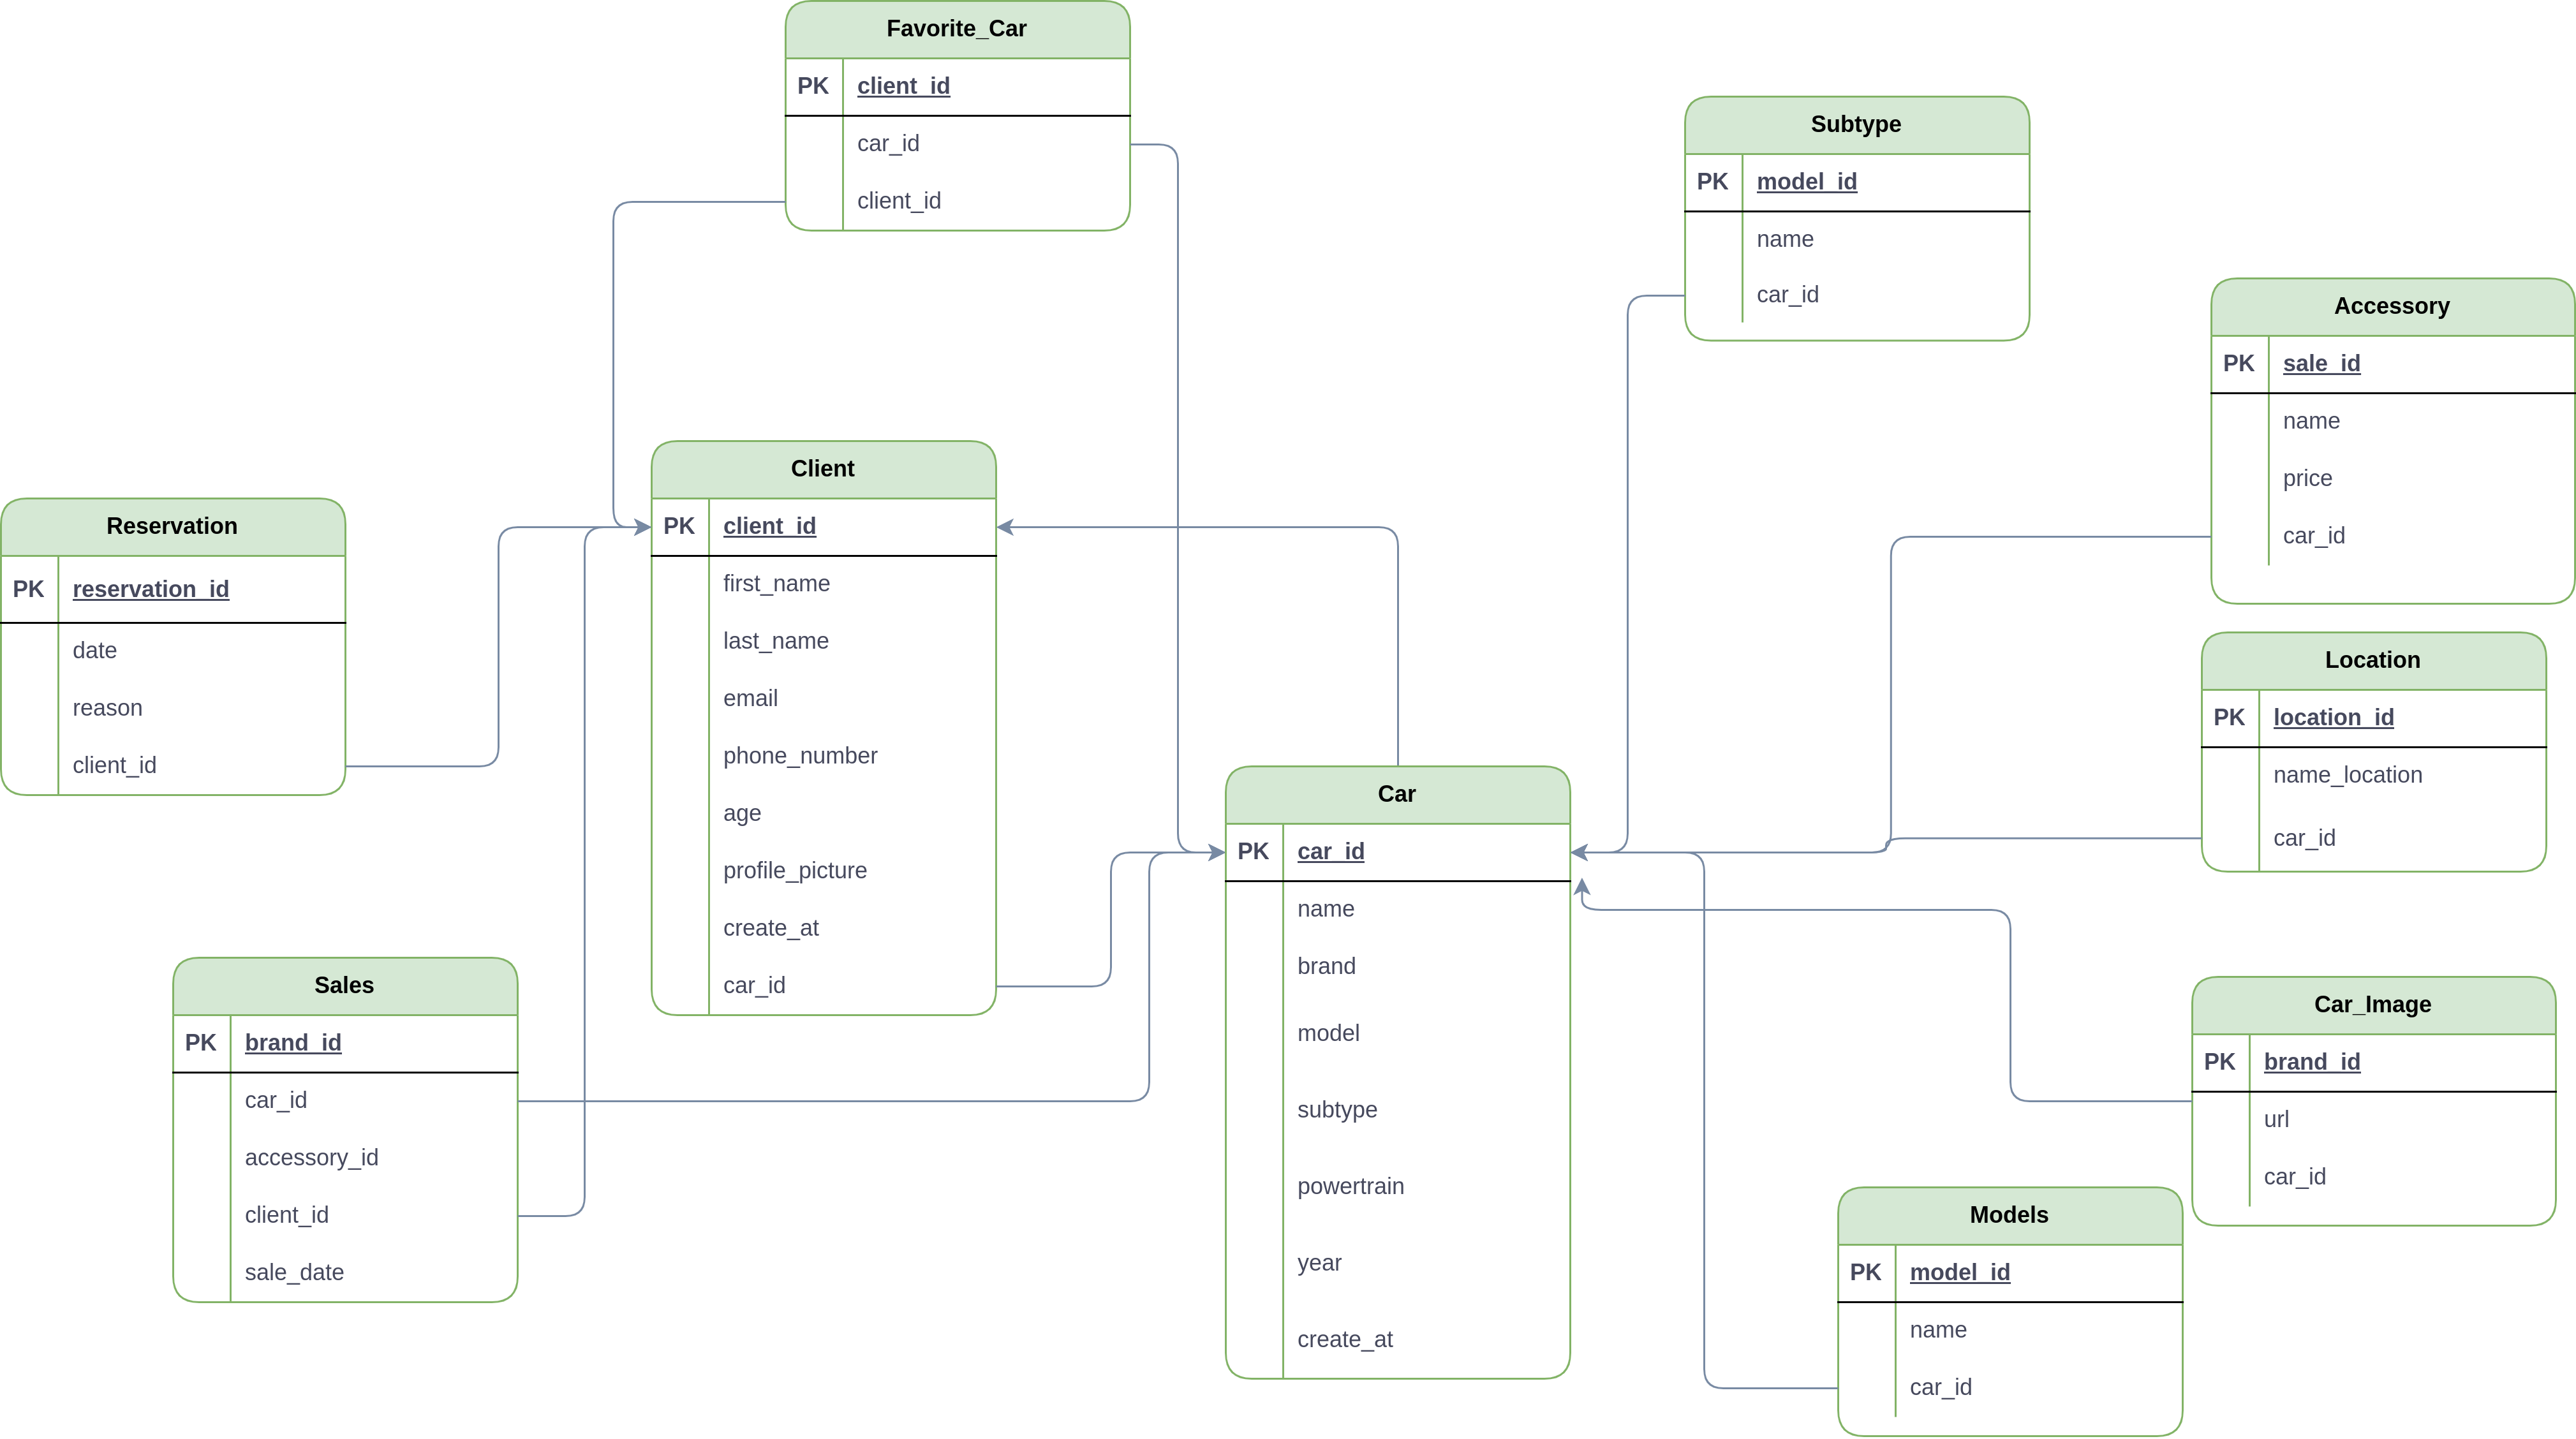 Favorite_Car
PK client_id
car_id
client_id
Subtype
PK model_id
name
car_id
Accessory
PK sale_id
name
price
car_id
Client
PK client_id
first_name
last_name
email
phone_number
age
profile_picture
create_at
car_id
Reservation
PK reservation_id
date
reason
client_id
Location
PK location_id
name_location
car_id
Car
PK car_id
name
brand
model
subtype
powertrain
year
create_at
Sales
PK brand_id
car_id
accessory_id
client_id
sale_date
Car_Image
PK brand_id
url
car_id
Models
PK model_id
name
car_id